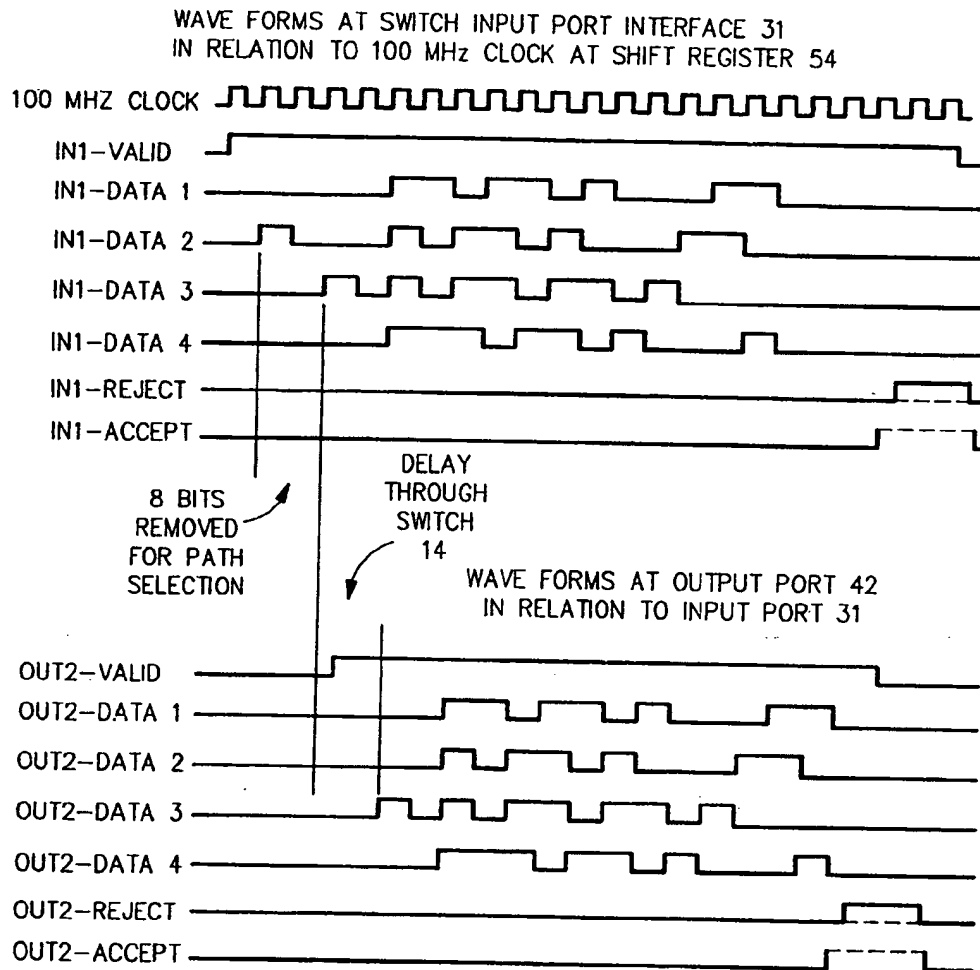 WAVE FORMS AT SWITCH INPUT PORT INTERFACE 31
IN RELATION TO 100 MHz CLOCK AT SHIFT REGISTER 54
100 MHZ CLOCK
IN1-VALID
IN1-DATA 1
IN1-DATA 2
IN1-DATA 3
IN1-DATA 4
IN1-REJECT
IN1-ACCEPT
8 BITS
REMOVED
FOR PATH
SELECTION
DELAY
THROUGH
SWITCH
14
WAVE FORMS AT OUTPUT PORT 42
IN RELATION TO INPUT PORT 31
OUT2-VALID
OUT2-DATA 1
OUT2-DATA 2
OUT2-DATA 3
OUT2-DATA 4
OUT2-REJECT
OUT2-ACCEPT